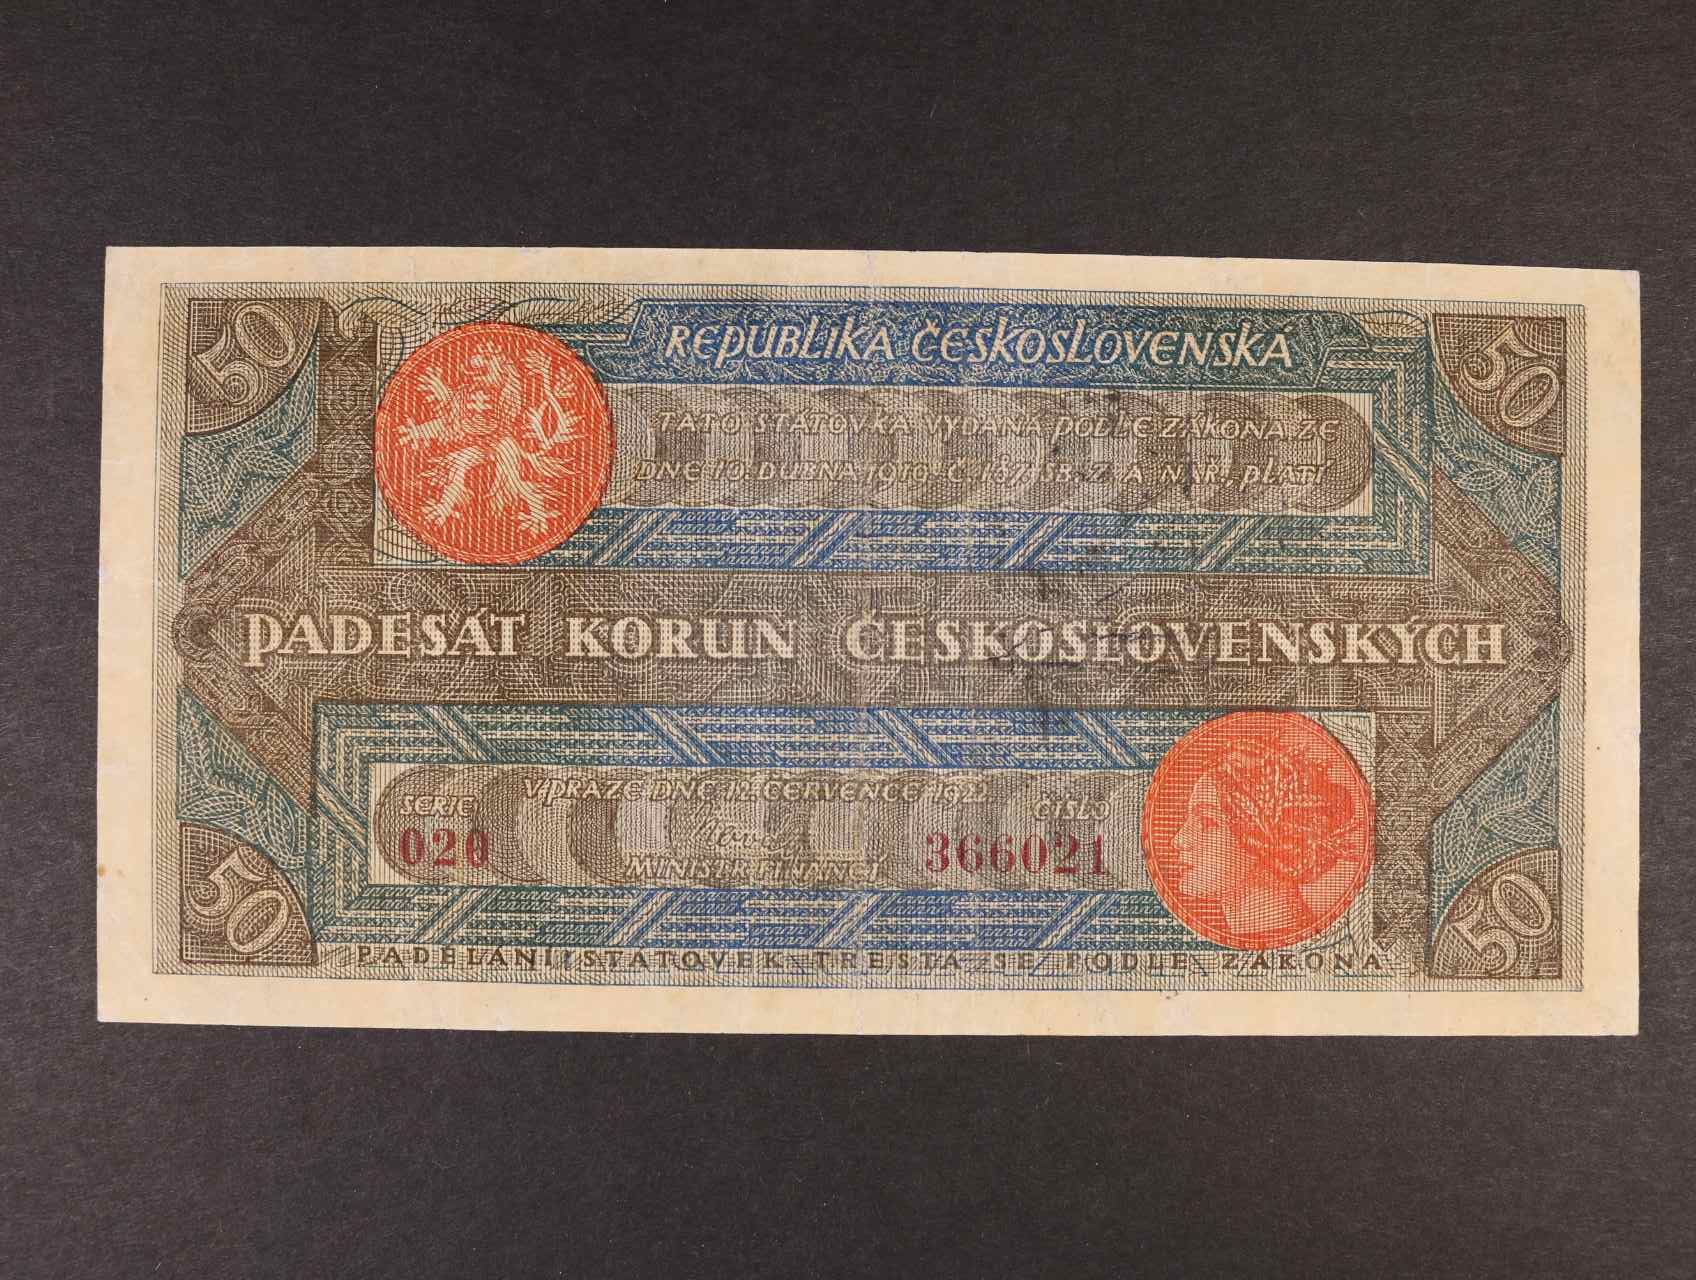 50
50
REPUBLIKA ČESKOSLOVENSKÁ
TATO STÁTOVKA VYDANÁ PODLE ZÁKONA ZE
DNE 10. DUBNA 1919 Č. 187 SB. Z. A NAŘ., PLATÍ
PADESÁT KORUN ČESKOSLOVENSKÝCH
V PRAZE DNE 12. ČERVENCE 1922.
SERIE
ČÍSLO
020
366021
MINISTR FINANCÍ
50
50
PADĚLÁNÍ STÁTOVEK TRESTÁ SE PODLE ZÁKONA